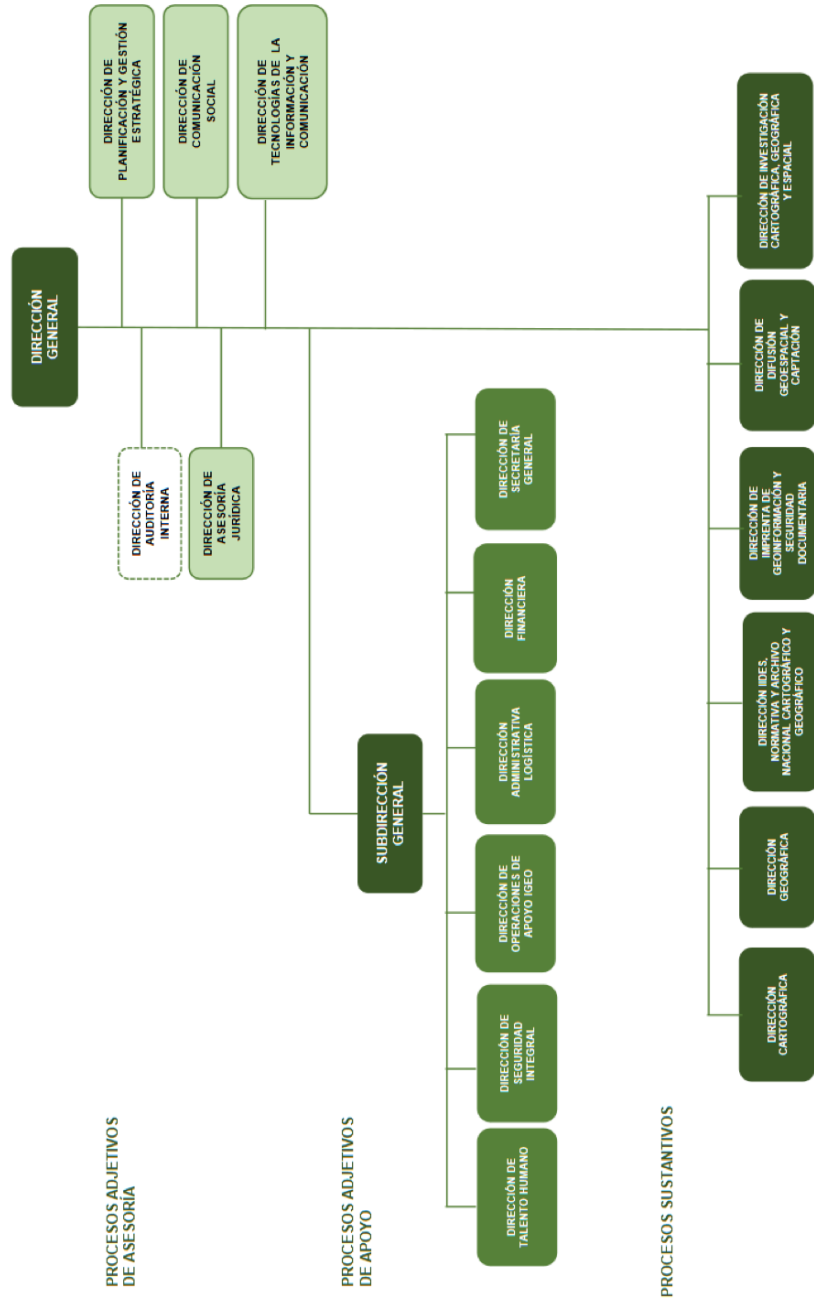 DIRECCIÓN
GENERAL
PROCESOS ADJETIVOS
DE ASESORÍA
DIRECCIÓN DE
AUDITORÍA
INTERNA
DIRECCIÓN DE
ASESORÍA
JURÍDICA
DIRECCIÓN DE
PLANIFICACIÓN Y GESTIÓN
ESTRATÉGICA
DIRECCIÓN DE
COMUNICACIÓN
SOCIAL
DIRECCIÓN DE
TECNOLOGÍAS DE LA
INFORMACIÓN Y
COMUNICACIÓN
PROCESOS ADJETIVOS
DE APOYO
SUBDIRECCIÓN
GENERAL
DIRECCIÓN DE
TALENTO HUMANO
DIRECCIÓN DE
SEGURIDAD
INTEGRAL
DIRECCIÓN DE
OPERACIONES DE
APOYO IGEO
DIRECCIÓN
ADMINISTRATIVA
LOGÍSTICA
DIRECCIÓN
FINANCIERA
DIRECCIÓN DE
SECRETARÍA
GENERAL
PROCESOS SUSTANTIVOS
DIRECCIÓN
CARTOGRÁFICA
DIRECCIÓN
GEOGRÁFICA
DIRECCIÓN IIDES,
NORMATIVA Y ARCHIVO
NACIONAL CARTOGRÁFICO Y
GEOGRÁFICO
DIRECCIÓN DE
IMPRENTA DE
GEOINFORMACIÓN Y
SEGURIDAD
DOCUMENTARIA
DIRECCIÓN DE
DIFUSIÓN
GEOESPACIAL Y
CAPTACIÓN
DIRECCIÓN DE INVESTIGACIÓN
CARTOGRÁFICA, GEOGRÁFICA
Y ESPACIAL